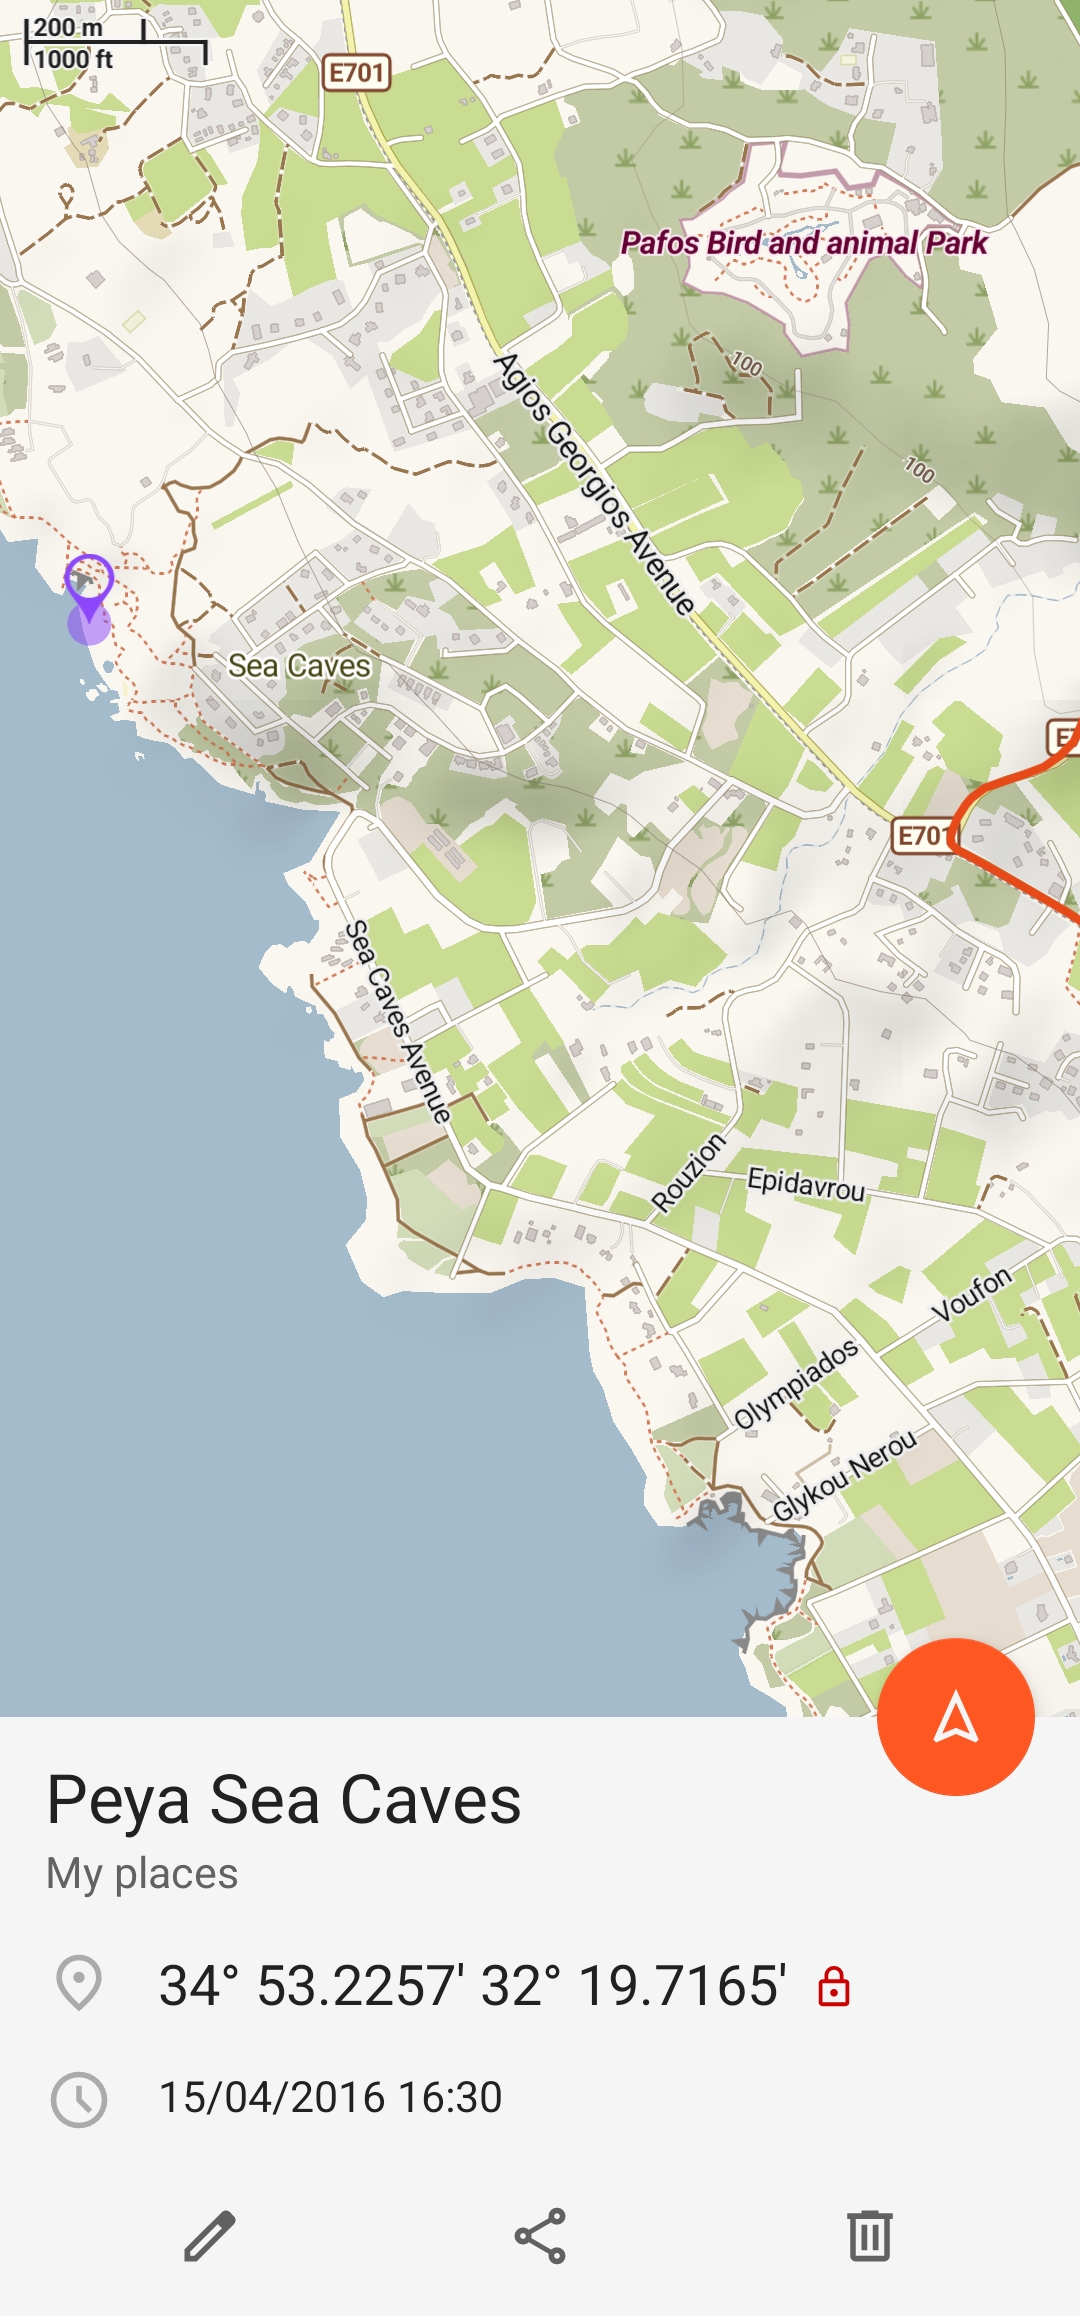 200 m
1000 ft
E701
Pafos Bird and animal Park
100
Agios Georgios Avenue
100
Sea Caves
E701
Sea Caves Avenue
Rouzion
Epidavrou
Voufon
Olympiados
Glykou Nerou
Peya Sea Caves
My places
34° 53.2257' 32° 19.7165'
15/04/2016 16:30